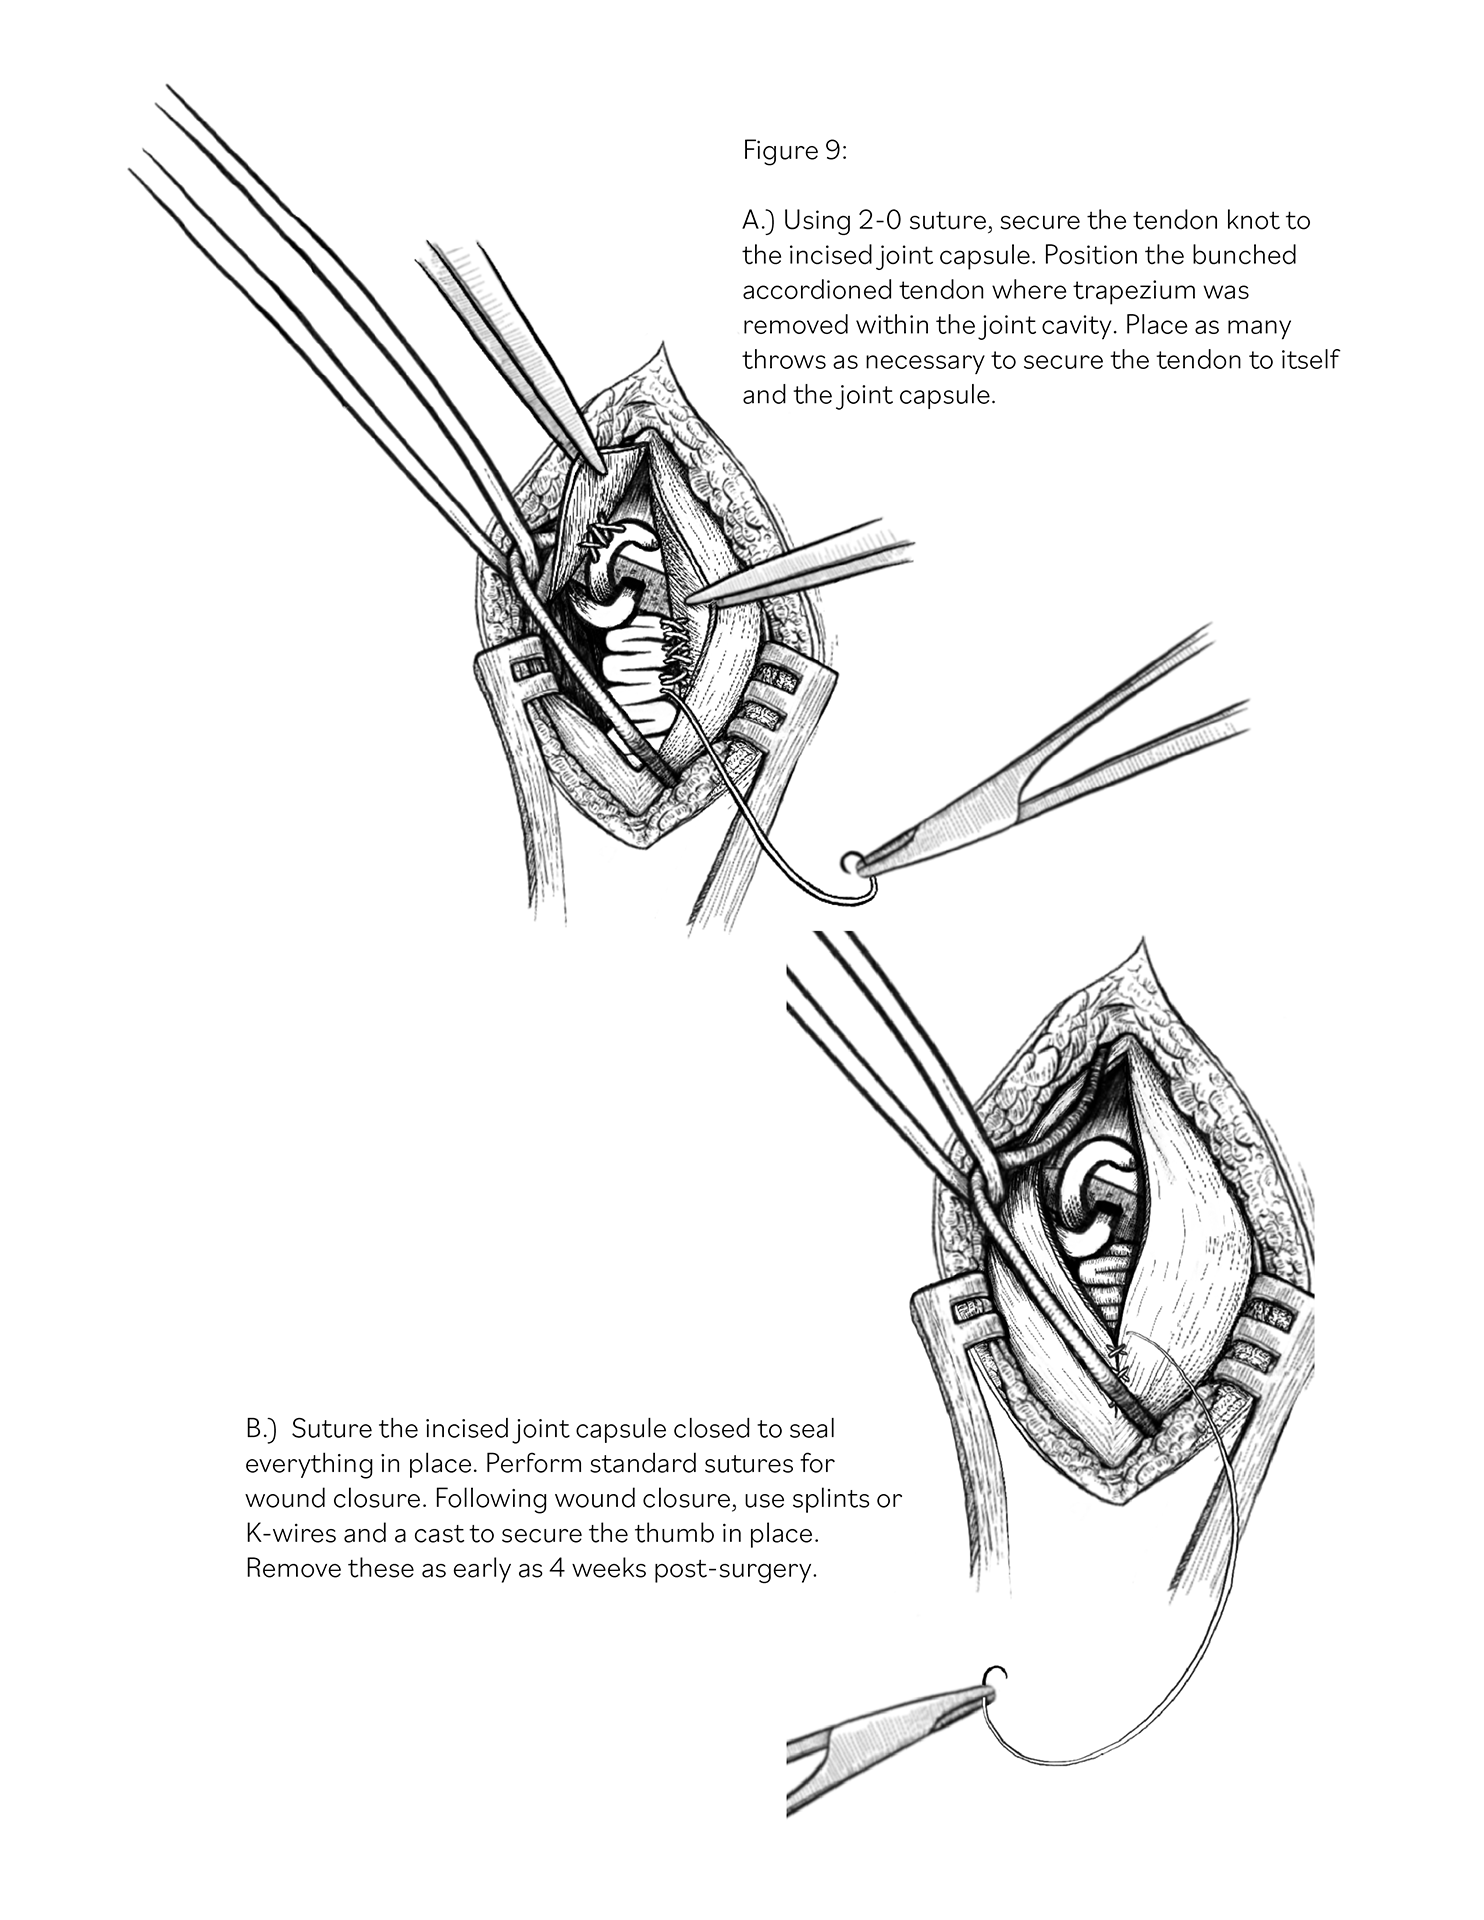 Figure 9:
A.) Using 2-0 suture, secure the tendon knot to
the incised joint capsule. Position the bunched
accordioned tendon where trapezium was
removed within the joint cavity. Place as many
throws as necessary to secure the tendon to itself
and the joint capsule.
B.) Suture the incised joint capsule closed to seal
everything in place. Perform standard sutures for
wound closure. Following wound closure, use splints or
K-wires and a cast to secure the thumb in place.
Remove these as early as 4 weeks post-surgery.